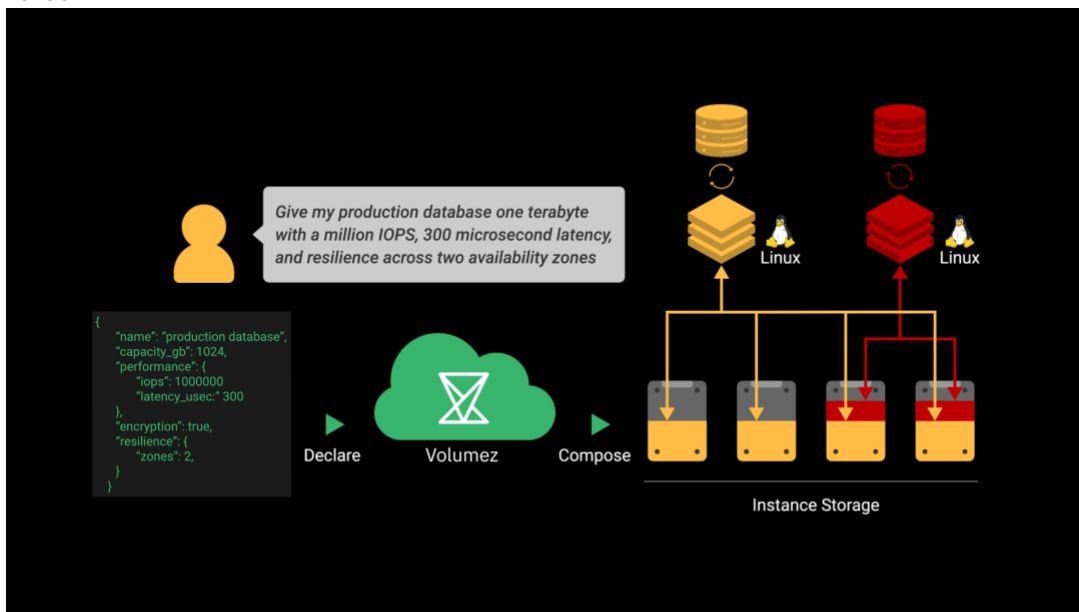 Give my production database one terabyte
with a million IOPS, 300 microsecond latency,
and resilience across two availability zones
{
"name": "production database",
"capacity_gb": 1024,
"performance": {
"iops": 1000000
"latency_usec:" 300
},
"encryption": true,
"resilience": {
"zones": 2,
}
}
Declare
Volumez
Compose
Linux
Linux
Instance Storage